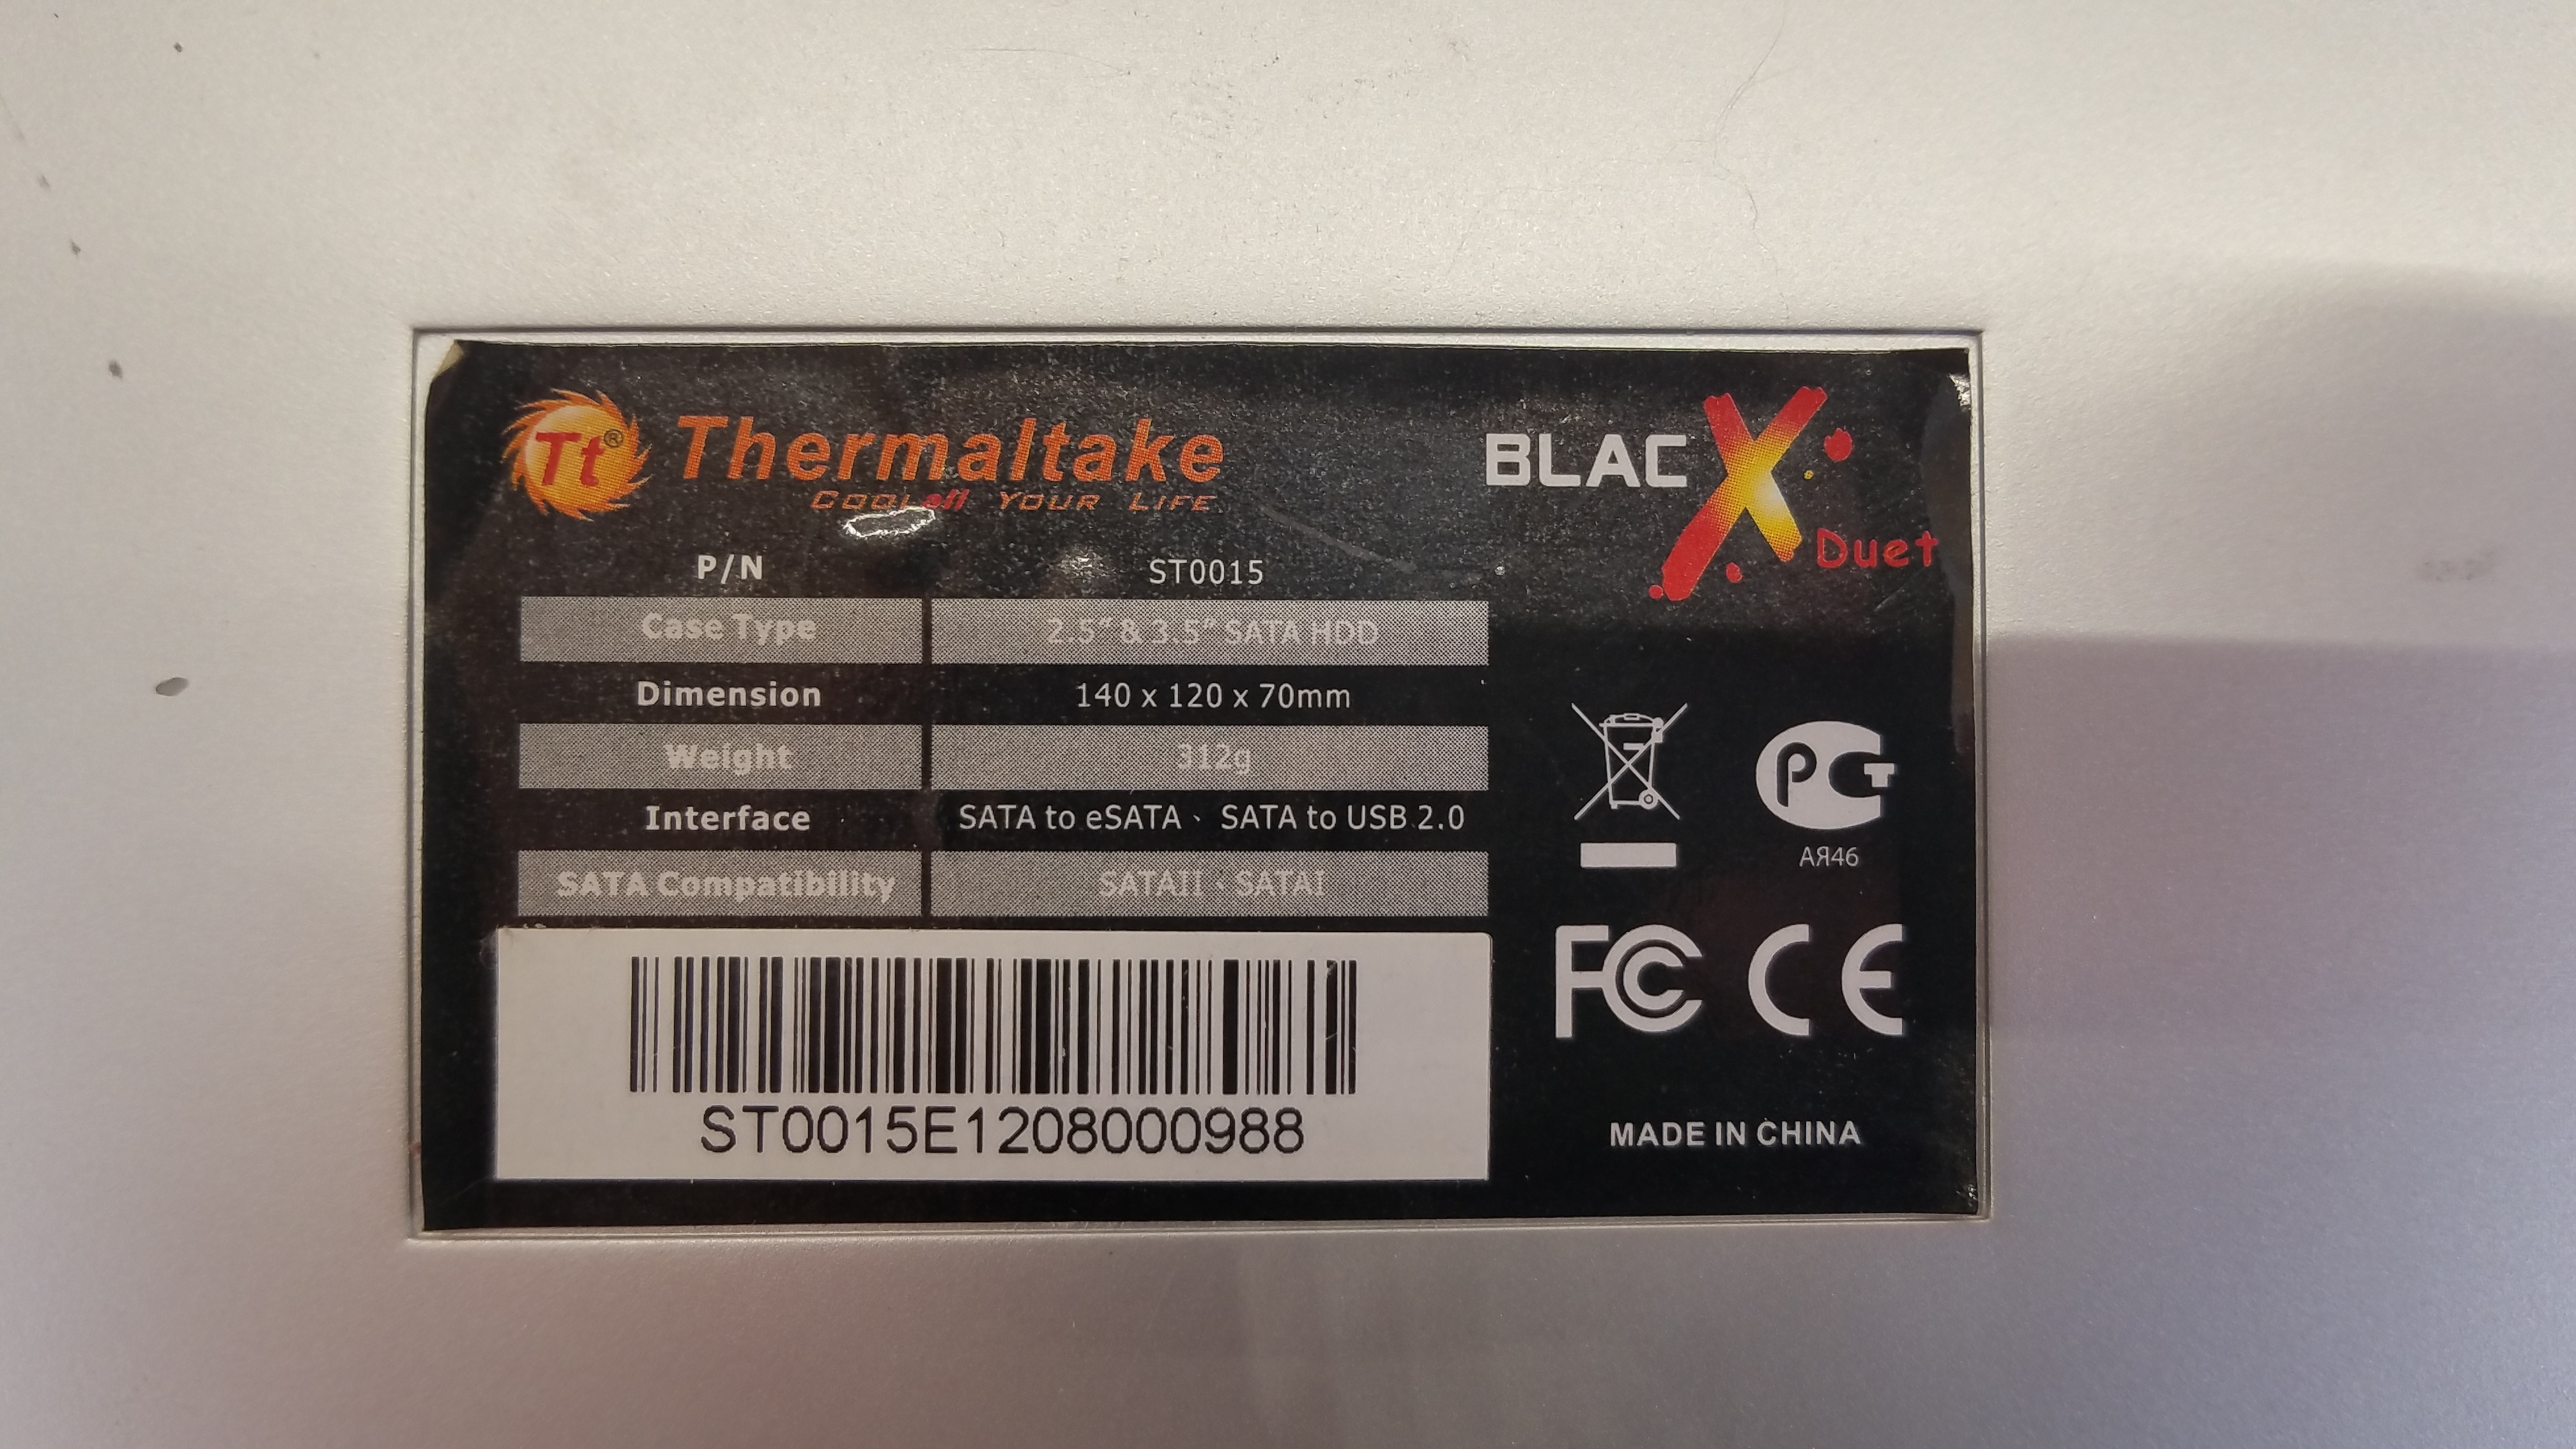 Tt® Thermaltake
COOL all YOUR LIFE
BLACX
Duet
P/N ST0015
Case Type 2.5" & 3.5" SATA HDD
Dimension 140 x 120 x 70mm
Weight 312g
Interface SATA to eSATA、 SATA to USB 2.0
SATA Compatibility SATAII、SATAI
ST0015E1208000988
РСТ
АЯ46
FC CE
MADE IN CHINA